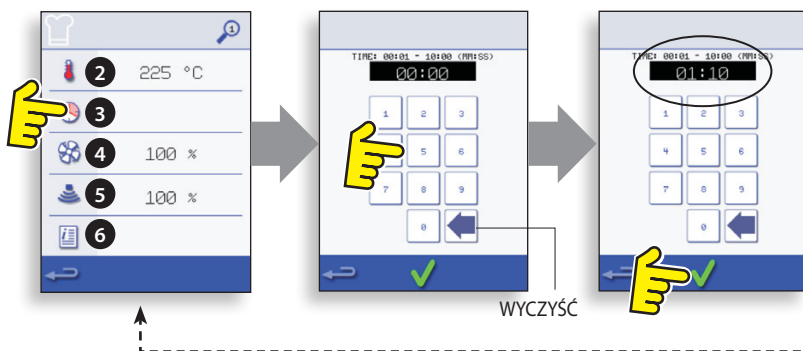 1
2 225 °C
3
4 100 %
5 100 %
6
TIME: 00:01 - 10:00 (MM:SS)
00:00
1 2 3
5 6
7 8 9
0
WYCZYŚĆ
TIME: 00:01 - 10:00 (MM:SS)
01:10
1 2 3
4 5 6
7 8 9
0